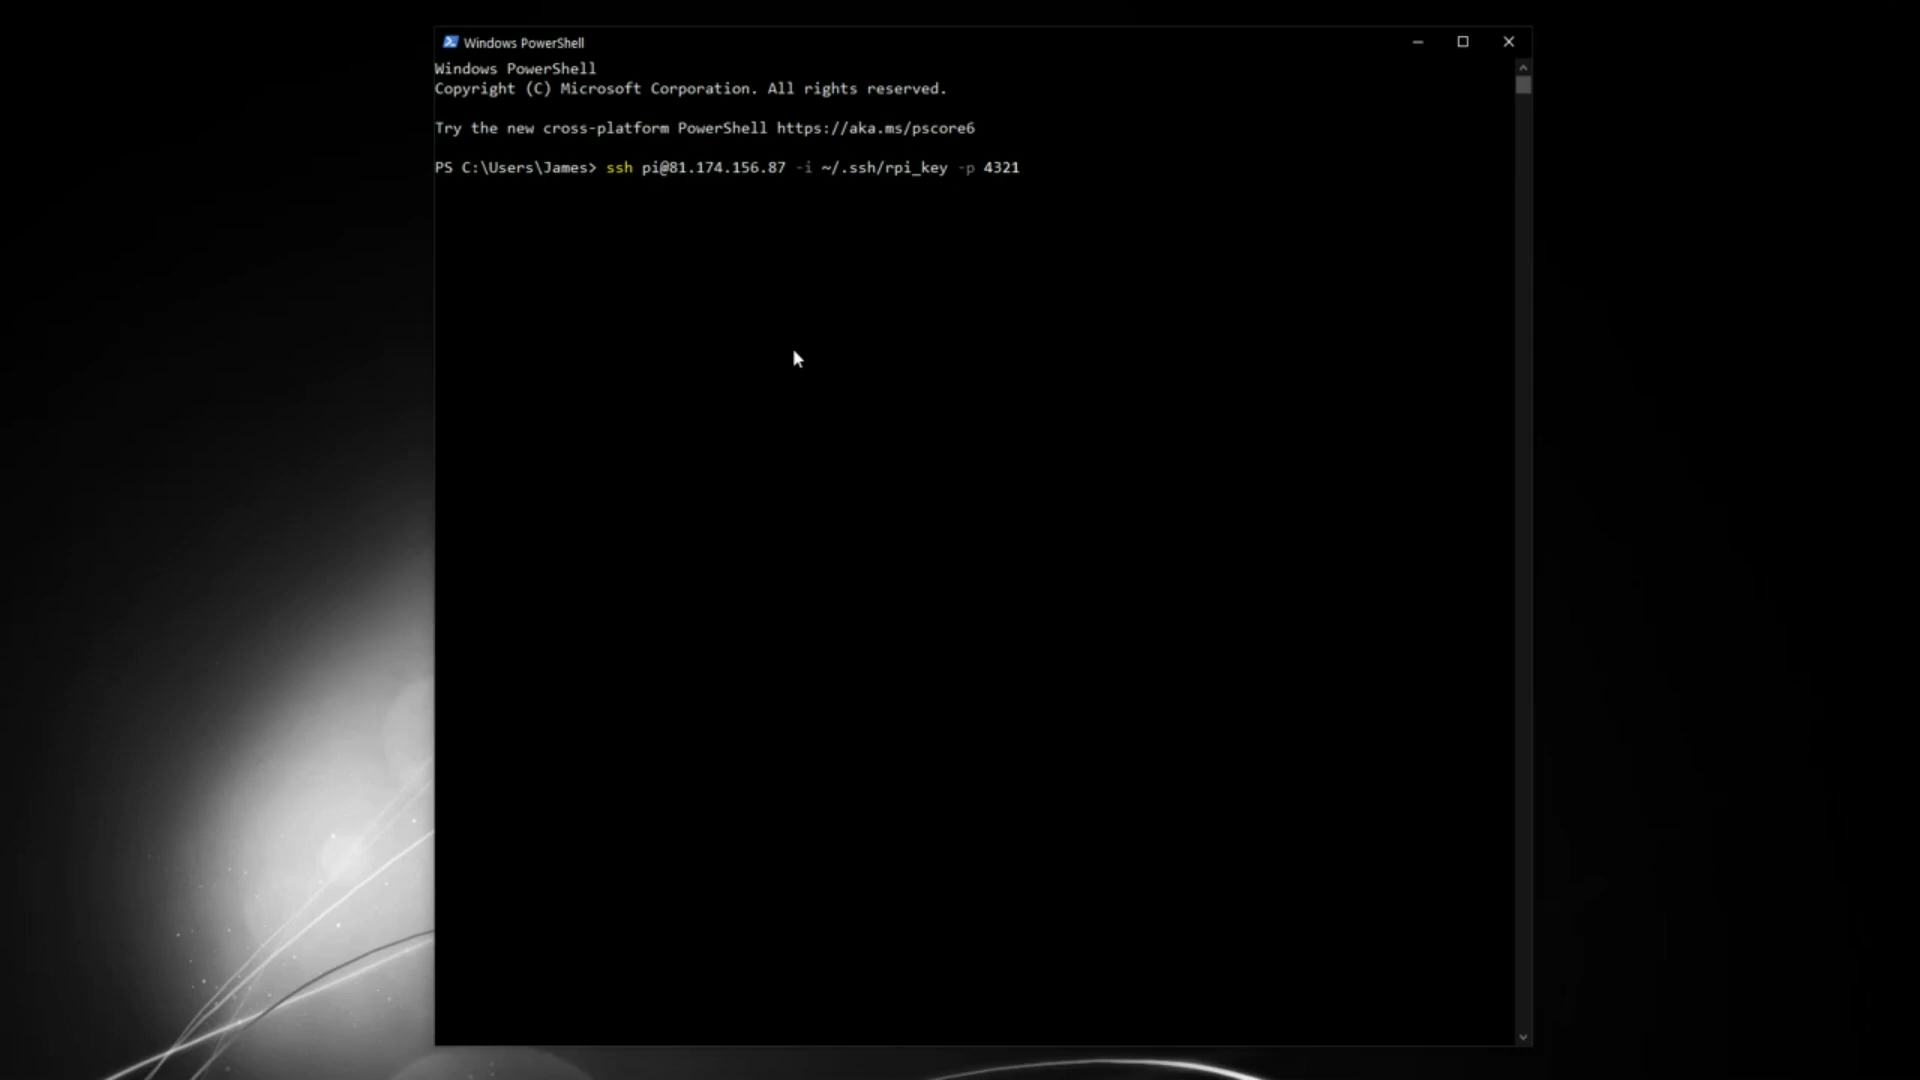 Windows PowerShell
Windows PowerShell
Copyright (C) Microsoft Corporation. All rights reserved.
Try the new cross-platform PowerShell https://aka.ms/pscore6
PS C:\Users\James> ssh pi@81.174.156.87 -i ~/.ssh/rpi_key -p 4321